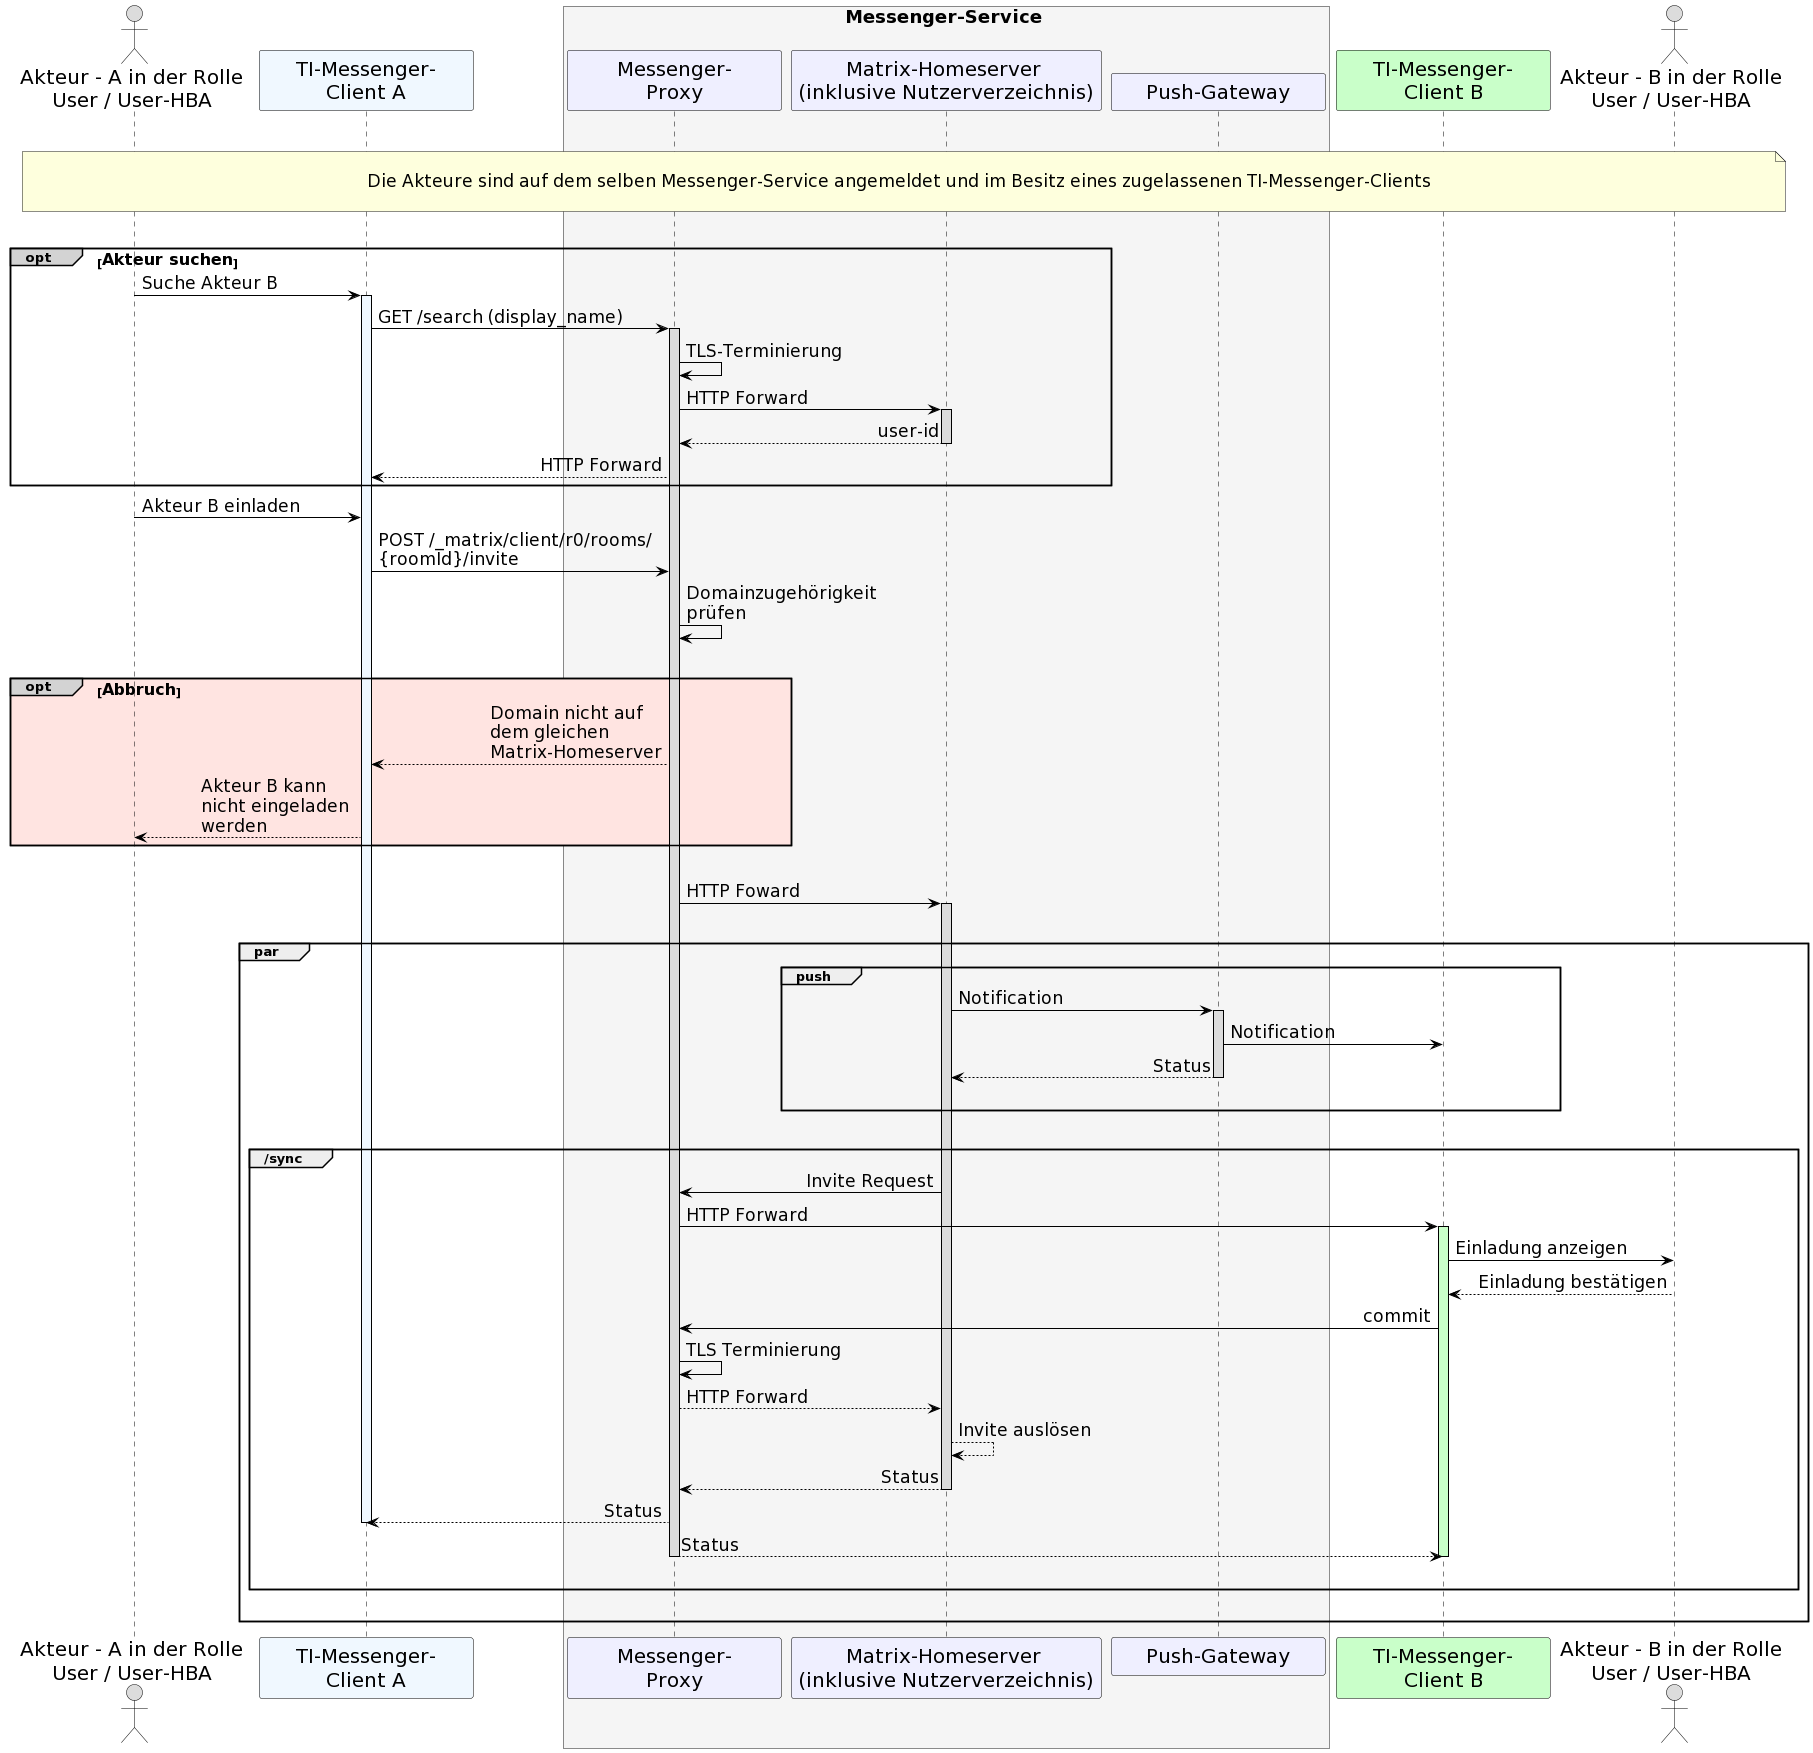 Messenger-Service
Akteur - A in der Rolle
User / User-HBA
TI-Messenger-
Client A
Messenger-
Proxy
Matrix-Homeserver
(inklusive Nutzerverzeichnis)
Push-Gateway
TI-Messenger-
Client B
Akteur - B in der Rolle
User / User-HBA
Die Akteure sind auf dem selben Messenger-Service angemeldet und im Besitz eines zugelassenen TI-Messenger-Clients
opt [Akteur suchen]
Suche Akteur B
GET /search (display_name)
TLS-Terminierung
HTTP Forward
user-id
HTTP Forward
Akteur B einladen
POST /_matrix/client/r0/rooms/
{roomId}/invite
Domainzugehörigkeit
prüfen
opt [Abbruch]
Domain nicht auf
dem gleichen
Matrix-Homeserver
Akteur B kann
nicht eingeladen
werden
HTTP Foward
par
push
Notification
Notification
Status
/sync
Invite Request
HTTP Forward
Einladung anzeigen
Einladung bestätigen
commit
TLS Terminierung
HTTP Forward
Invite auslösen
Status
Status
Status
Akteur - A in der Rolle
User / User-HBA
TI-Messenger-
Client A
Messenger-
Proxy
Matrix-Homeserver
(inklusive Nutzerverzeichnis)
Push-Gateway
TI-Messenger-
Client B
Akteur - B in der Rolle
User / User-HBA